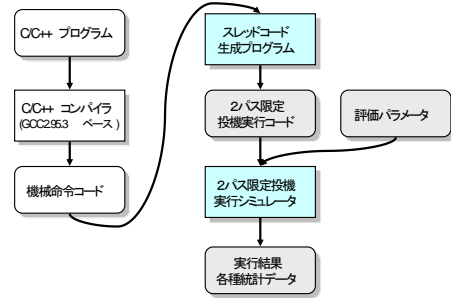 C/C++ プログラム
C/C++ コンパイラ
(GCC2.95.3 ベース )
機械命令コード
スレッドコード
生成プログラム
2パス限定
投機実行コード
評価パラメータ
2パス限定投機
実行シミュレータ
実行結果
各種統計データ